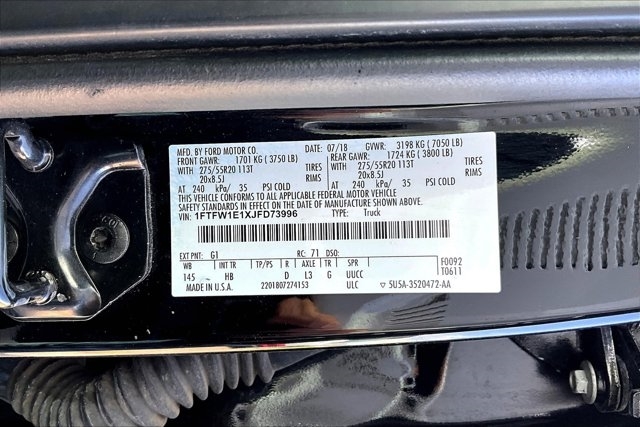 MFD. BY FORD MOTOR CO. DATE: 07/18 GVWR: 3198 KG ( 7050 LB)
FRONT GAWR: 1701 KG ( 3750 LB) REAR GAWR: 1724 KG ( 3800 LB)
WITH 275/55R20 113T TIRES WITH 275/55R20 113T TIRES
20x8.5J RIMS 20x8.5J RIMS
AT 240 kPa/ 35 PSI COLD AT 240 kPa/ 35 PSI COLD
THIS VEHICLE CONFORMS TO ALL APPLICABLE FEDERAL MOTOR VEHICLE
SAFETY STANDARDS IN EFFECT ON THE DATE OF MANUFACTURE SHOWN ABOVE.
VIN: 1FTFW1E1XJFD73996 TYPE: Truck
EXT PNT: G1 RC: 71 DSO: F0092
WB INT TR TP/PS R AXLE TR SPR T0611
145 HB D L3 G UUCC
MADE IN U.S.A. 2201807274153 ULC ▽ 5U5A-3520472-AA